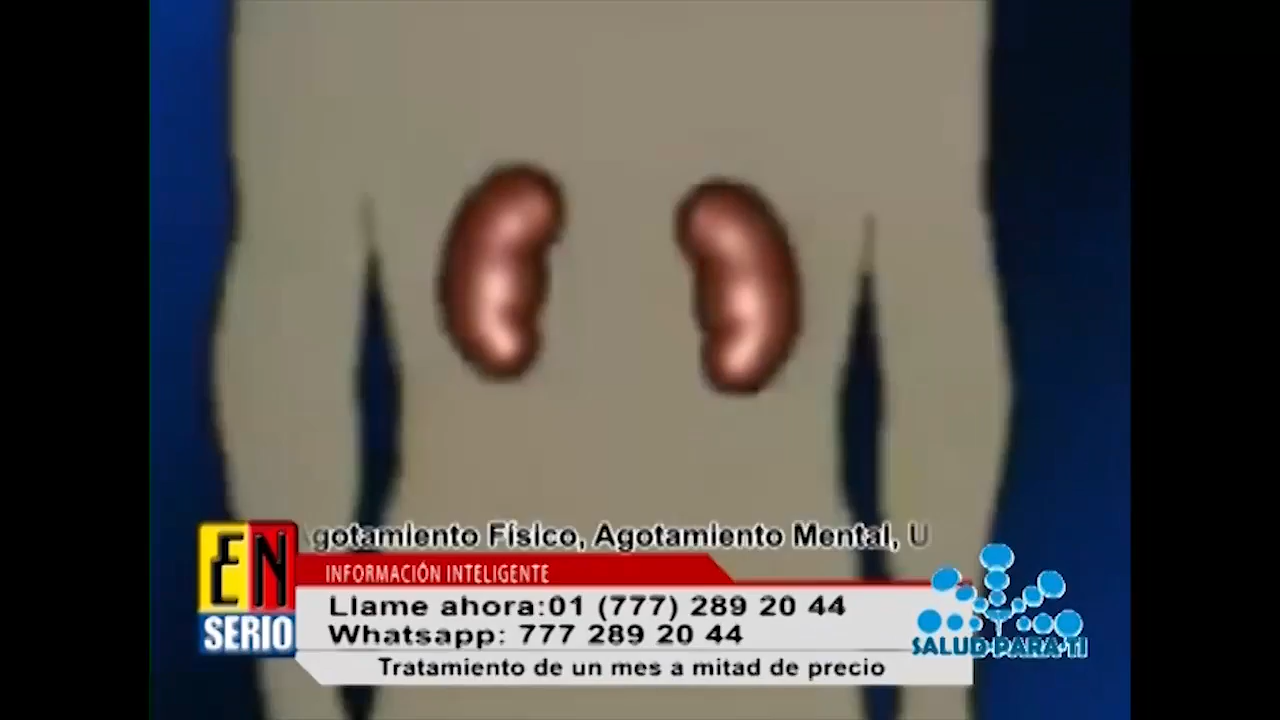 Agotamiento Físico, Agotamiento Mental, U
EN
SERIO
INFORMACIÓN INTELIGENTE
Llame ahora:01 (777) 289 20 44
Whatsapp: 777 289 20 44
Tratamiento de un mes a mitad de precio
SALUD·PARA·TI